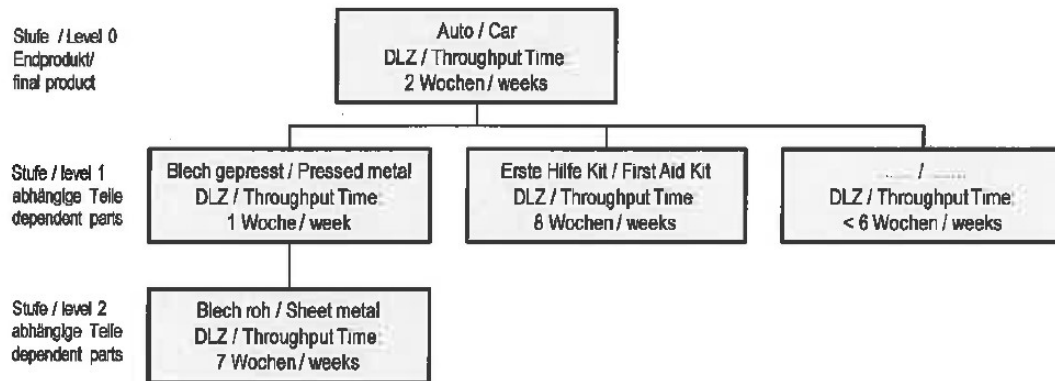 Stufe / Level 0
Endprodukt/
final product
Auto / Car
DLZ / Throughput Time
2 Wochen / weeks
Stufe / level 1
abhängige Teile
dependent parts
Blech gepresst / Pressed metal
DLZ / Throughput Time
1 Woche / week
Erste Hilfe Kit / First Aid Kit
DLZ / Throughput Time
8 Wochen / weeks
...... / ........
DLZ / Throughput Time
< 6 Wochen / weeks
Stufe / level 2
abhängige Teile
dependent parts
Blech roh / Sheet metal
DLZ / Throughput Time
7 Wochen / weeks